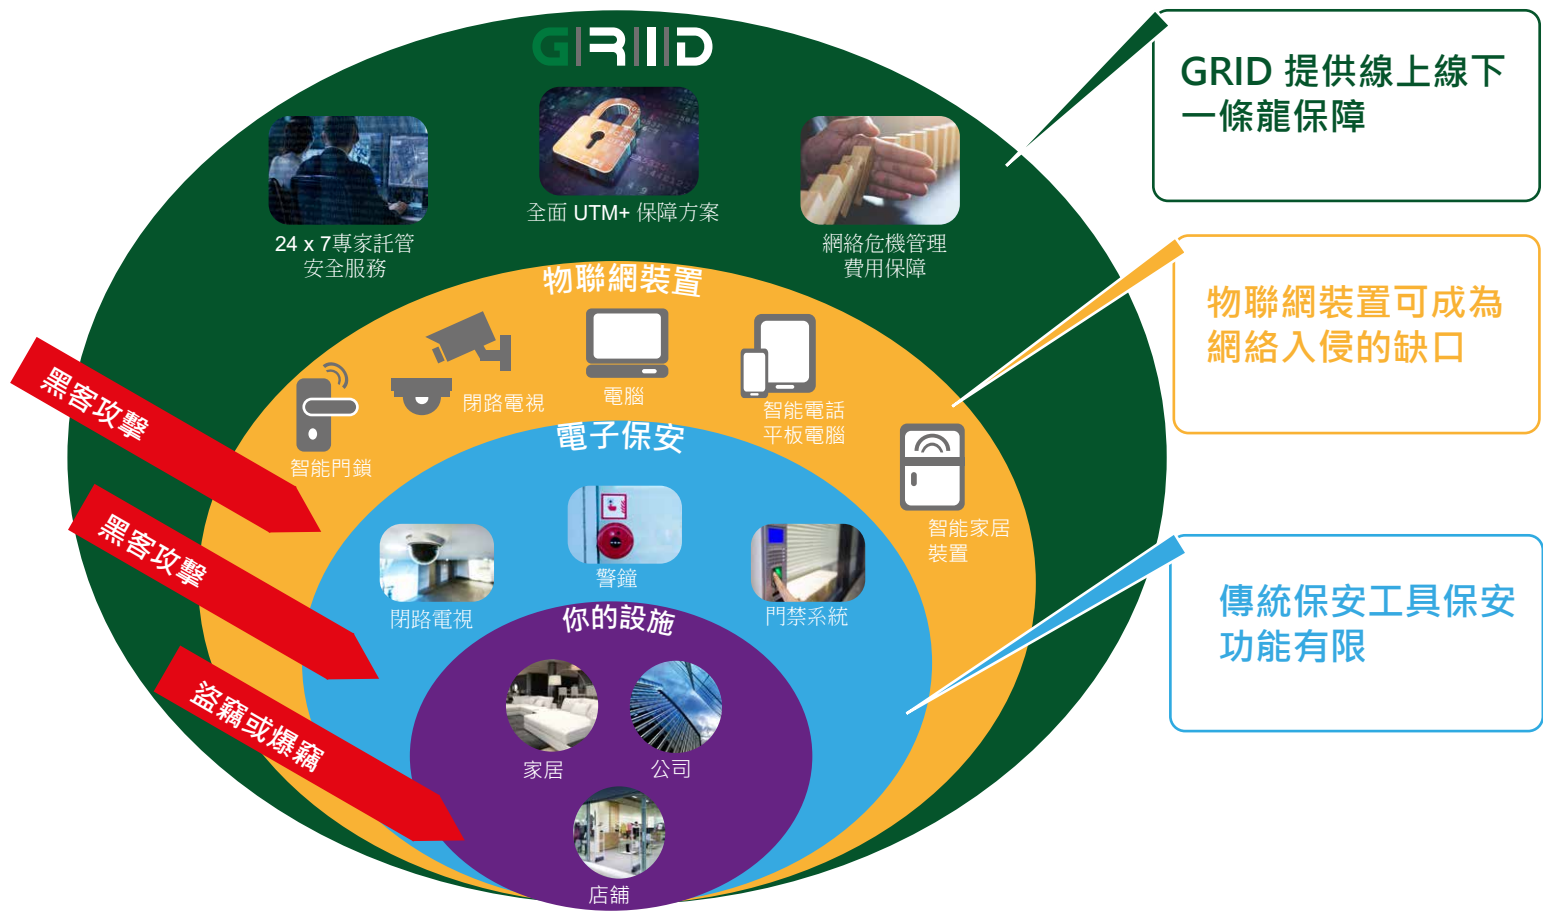 GRID
GRID 提供線上線下
一條龍保障
全面 UTM+ 保障方案
24 x 7專家託管
安全服務
網絡危機管理
費用保障
物聯網裝置
物聯網裝置可成為
網絡入侵的缺口
閉路電視
電腦
智能電話
平板電腦
智能門鎖
智能家居
裝置
黑客攻擊
電子保安
警鐘
閉路電視
門禁系統
黑客攻擊
傳統保安工具保安
功能有限
你的設施
家居
公司
店舖
盜竊或爆竊